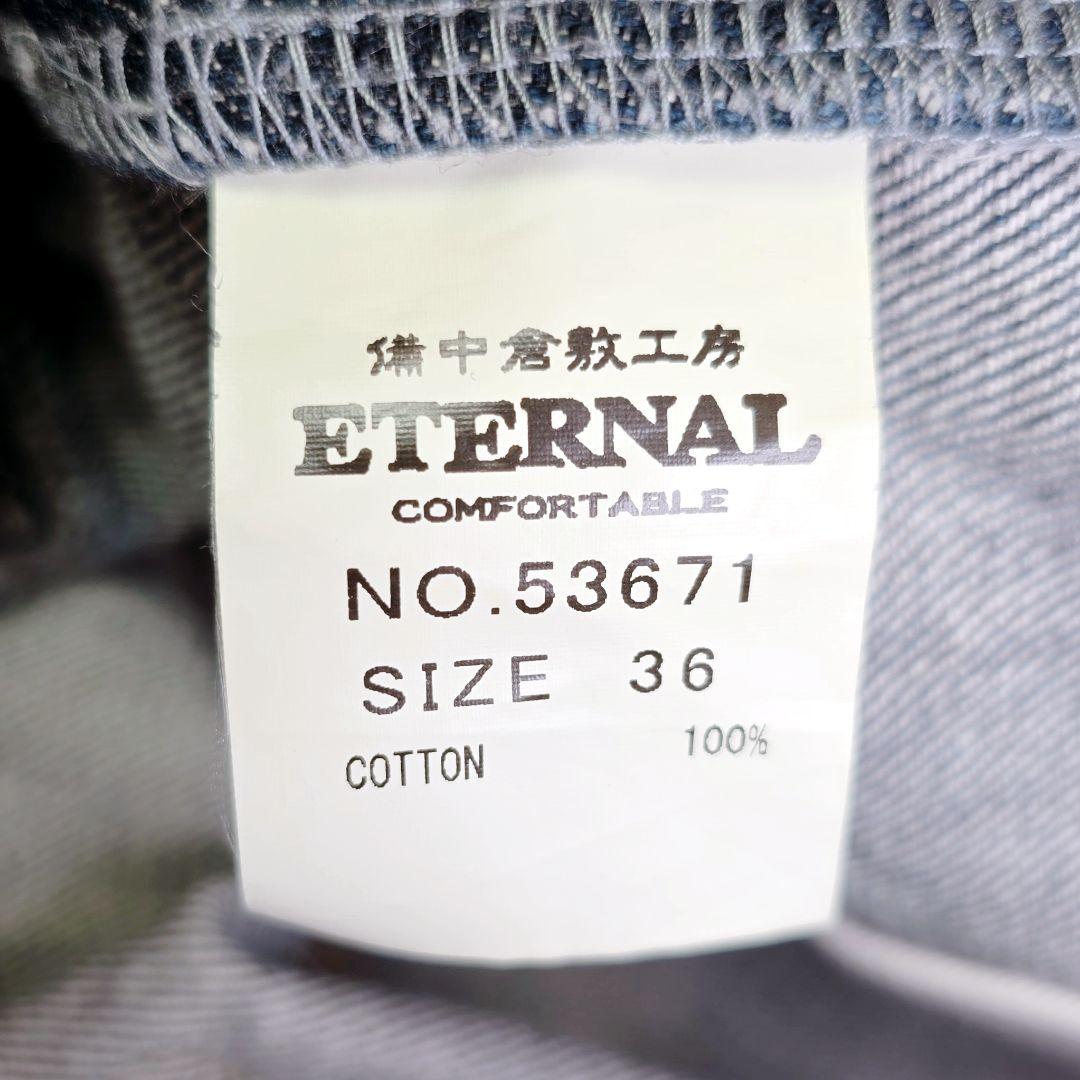 備中倉敷工房
ETERNAL
COMFORTABLE
NO.53671
SIZE 36
COTTON 100%